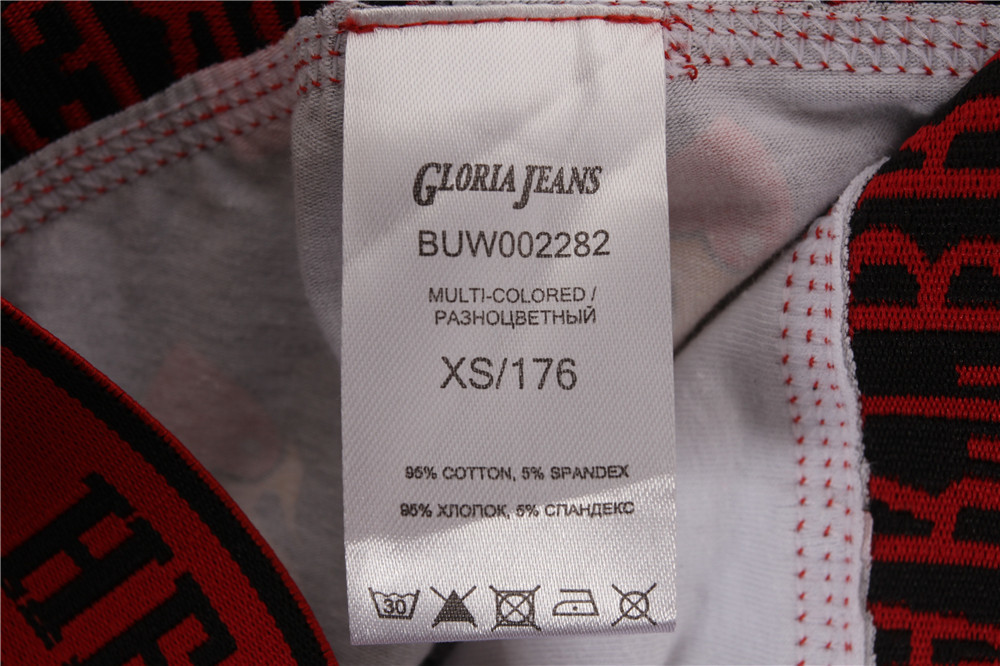 GLORIA JEANS
BUW002282
MULTI-COLORED /
РАЗНОЦВЕТНЫЙ
XS/176
95% COTTON, 5% SPANDEX
95% ХЛОПОК, 5% СПАНДЕКС
30